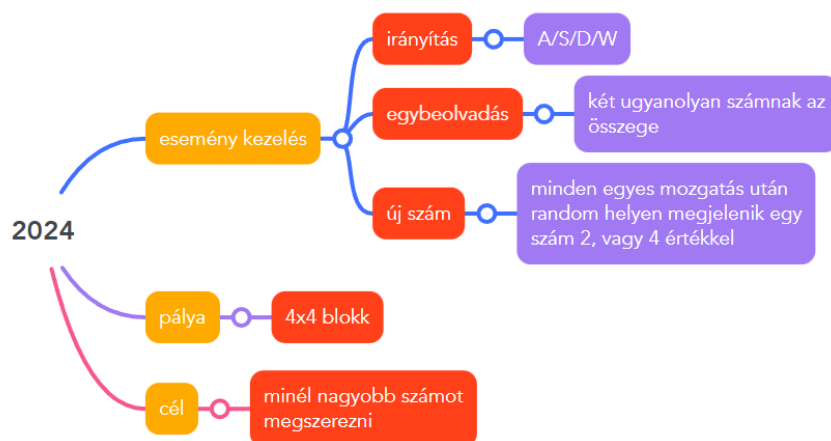 2024
esemény kezelés
irányítás
A/S/D/W
egybeolvadás
két ugyanolyan számnak az
összege
új szám
minden egyes mozgatás után
random helyen megjelenik egy
szám 2, vagy 4 értékkel
pálya
4x4 blokk
cél
minél nagyobb számot
megszerezni